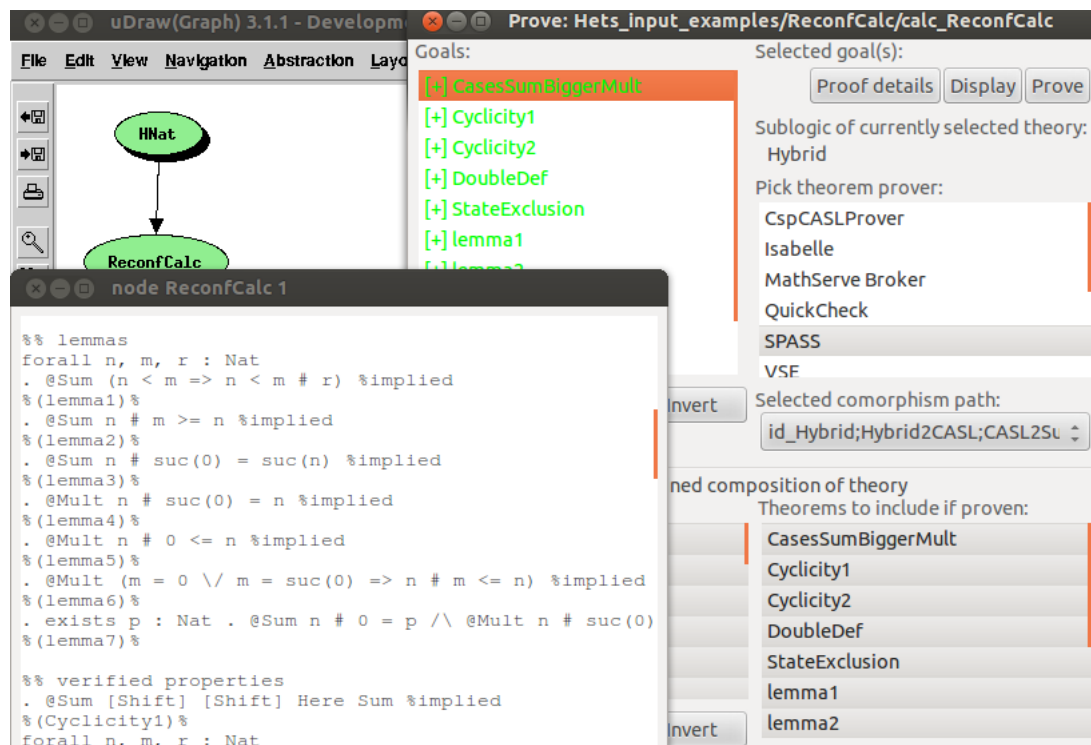 uDraw(Graph) 3.1.1 - Developm
File Edit View Navigation Abstraction Layo
HNat
ReconfCalc
Prove: Hets_input_examples/ReconfCalc/calc_ReconfCalc
Goals:
[+] CasesSumBiggerMult
[+] Cyclicity1
[+] Cyclicity2
[+] DoubleDef
[+] StateExclusion
[+] lemma1
[+] lemma2
Selected goal(s):
Proof details Display Prove
Sublogic of currently selected theory:
Hybrid
Pick theorem prover:
CspCASLProver
Isabelle
MathServe Broker
QuickCheck
SPASS
VSE
Invert
Selected comorphism path:
id_Hybrid;Hybrid2CASL;CASL2Su
ned composition of theory
Theorems to include if proven:
CasesSumBiggerMult
Cyclicity1
Cyclicity2
DoubleDef
StateExclusion
lemma1
lemma2
Invert
node ReconfCalc 1
%% lemmas
forall n, m, r : Nat
. @Sum (n < m => n < m # r) %implied
%(lemma1)%
. @Sum n # m >= n %implied
%(lemma2)%
. @Sum n # suc(0) = suc(n) %implied
%(lemma3)%
. @Mult n # suc(0) = n %implied
%(lemma4)%
. @Mult n # 0 <= n %implied
%(lemma5)%
. @Mult (m = 0 \/ m = suc(0) => n # m <= n) %implied
%(lemma6)%
. exists p : Nat . @Sum n # 0 = p /\ @Mult n # suc(0)
%(lemma7)%
%% verified properties
. @Sum [Shift] [Shift] Here Sum %implied
%(Cyclicity1)%
forall n, m, r : Nat